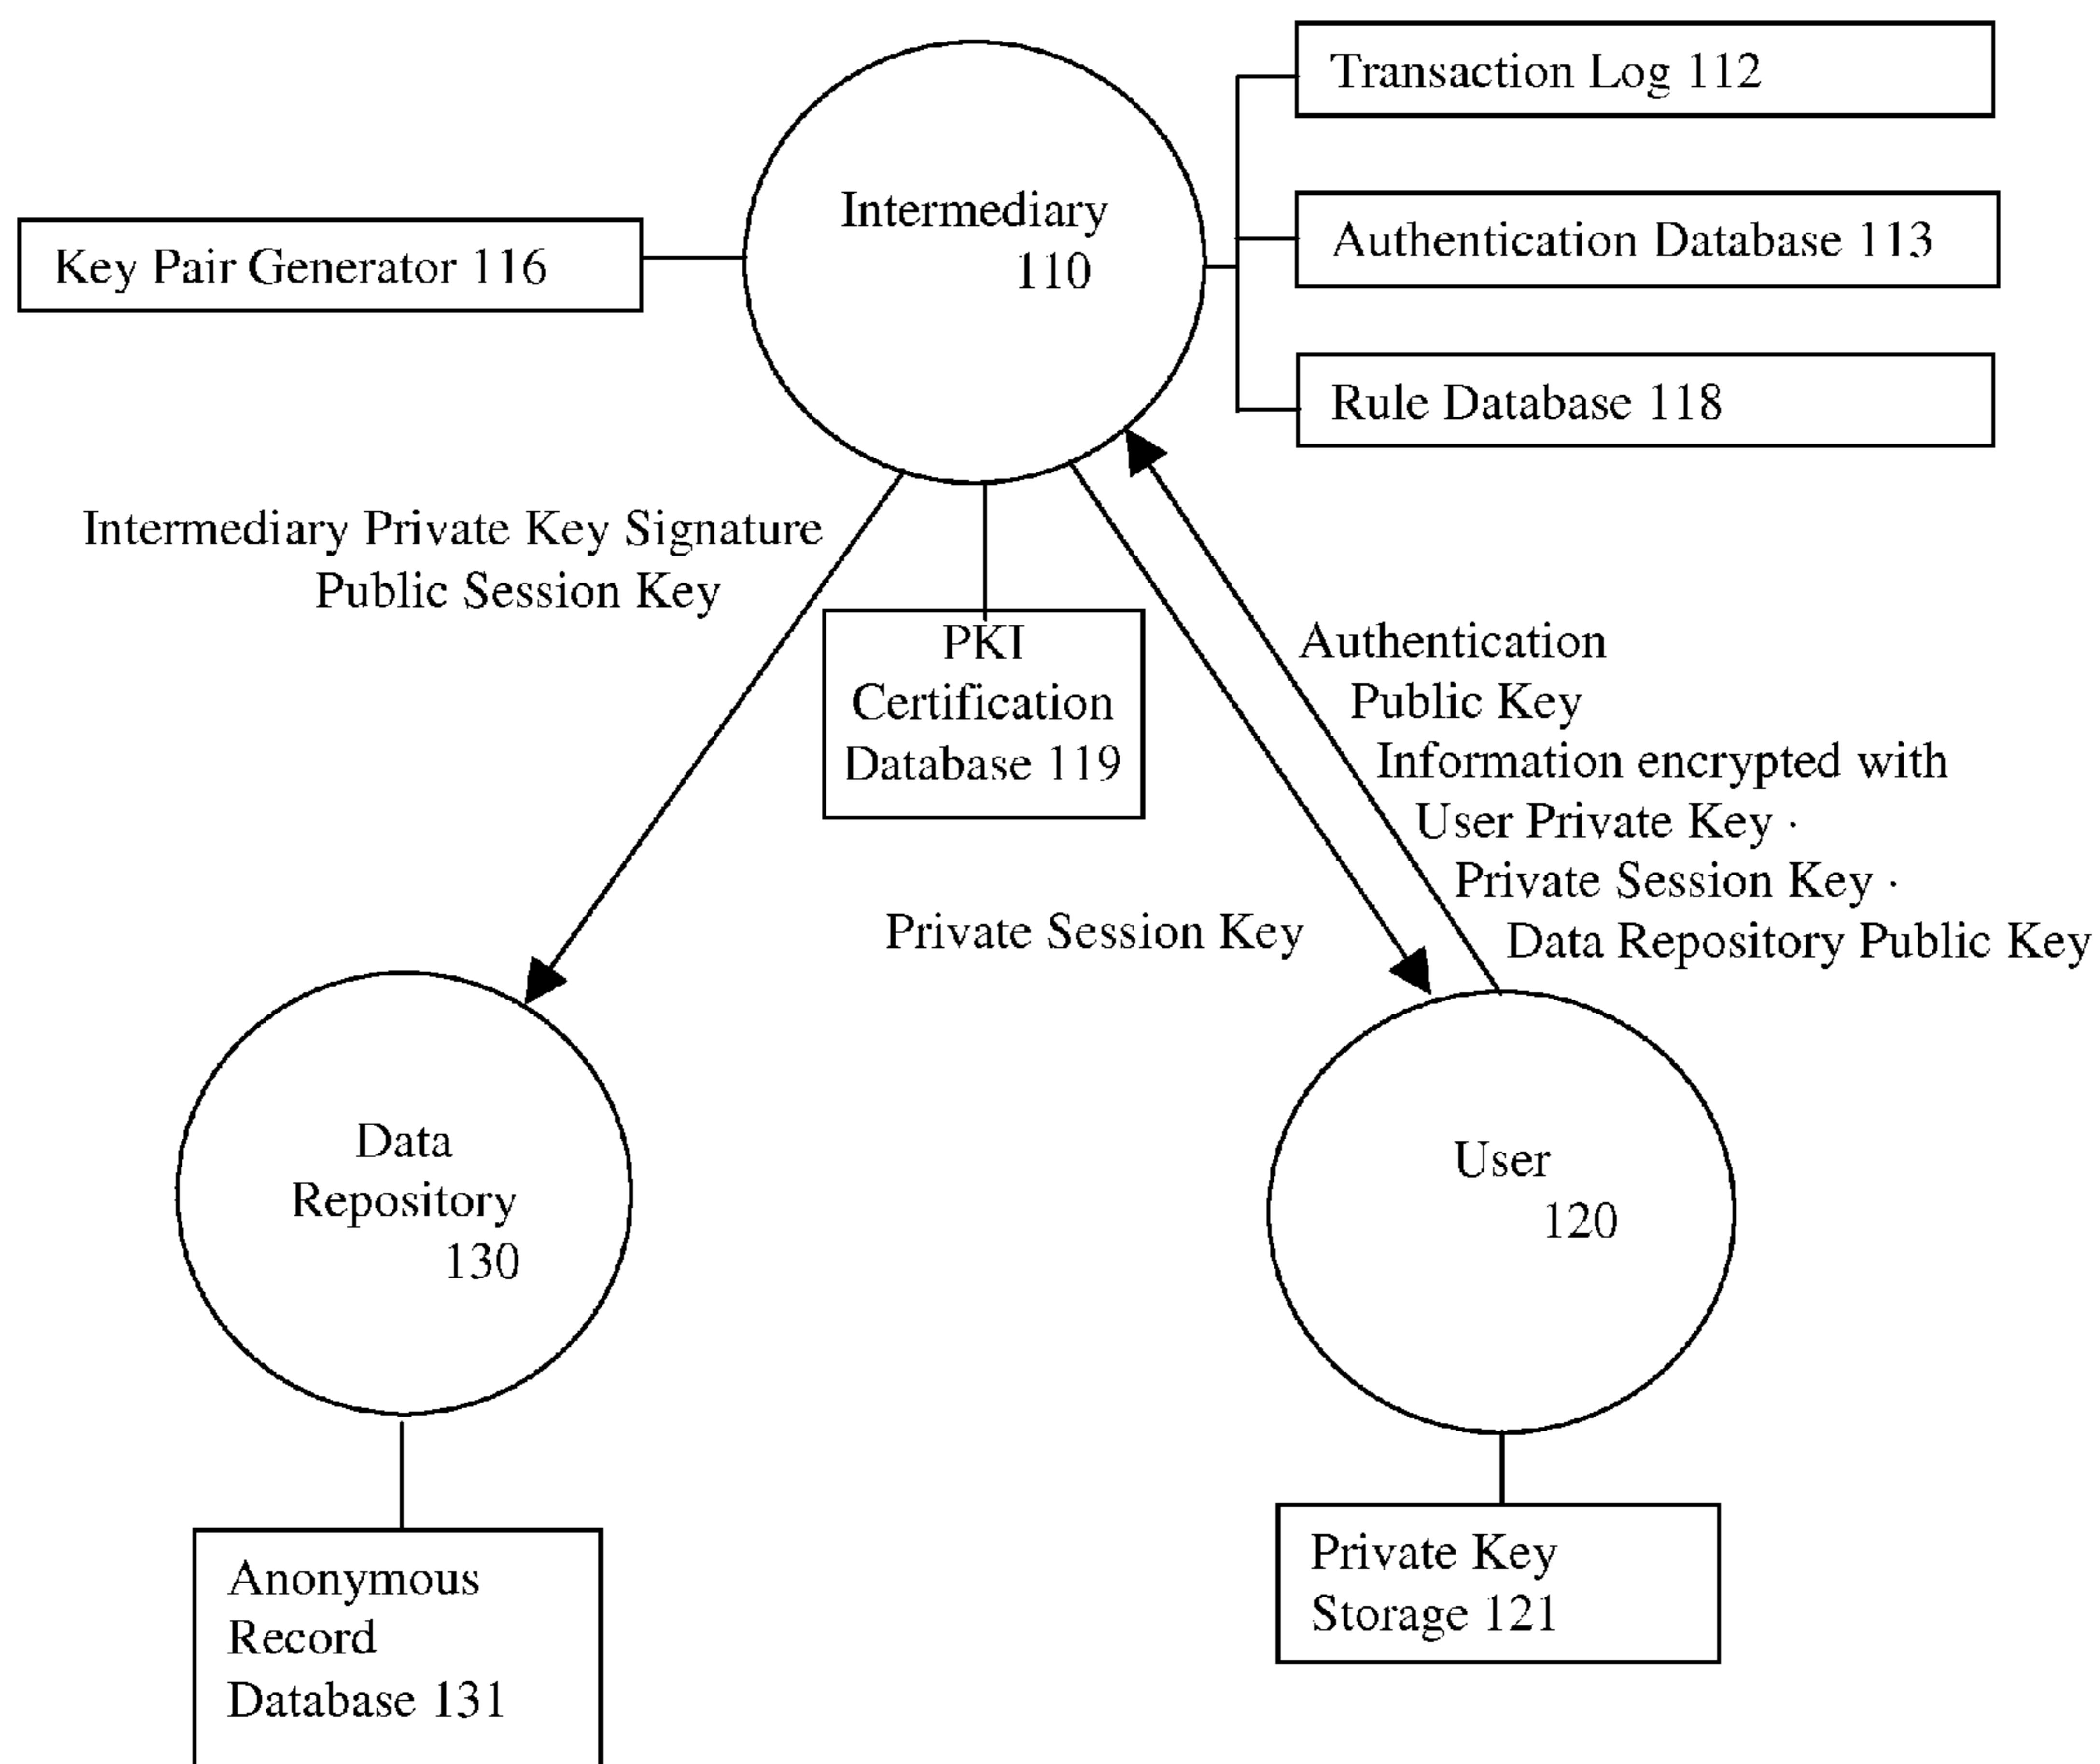 Transaction Log 112
Intermediary
110
Authentication Database 113
Key Pair Generator 116
Rule Database 118
Intermediary Private Key Signature
Public Session Key
PKI
Certification
Database 119
Authentication
Public Key
Information encrypted with
User Private Key ·
Private Session Key ·
Data Repository Public Key
Private Session Key
Data
Repository
130
User
120
Anonymous
Record
Database 131
Private Key
Storage 121